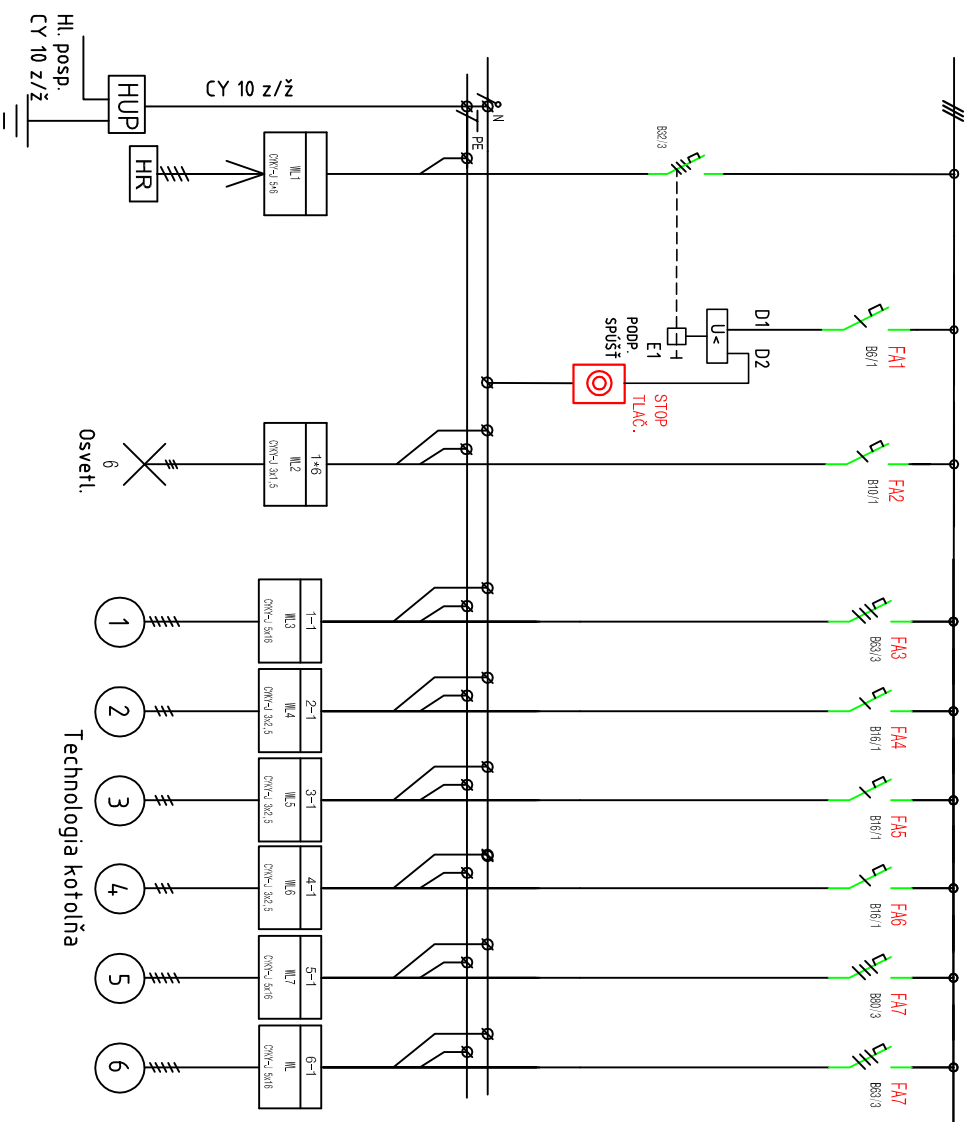 Hl. posp.
CY 10 z/ž
HUP
CY 10 z/ž
N
PE
HR
WL1
CYKY-J 5*6
B32/3
PODP.
SPÚŠŤ
E1
U<
D1
D2
STOP
TLAČ.
FA1
B6/1
Osvetl.
6
1*6
WL2
CYKY-J 3x1,5
FA2
B10/1
1
1-1
WL3
CYKY-J 5x16
FA3
B63/3
2
2-1
WL4
CYKY-J 3x2,5
FA4
B16/1
3
3-1
WL5
CYKY-J 3x2,5
FA5
B16/1
4
4-1
WL6
CYKY-J 3x2,5
FA6
B16/1
5
5-1
WL7
CYKY-J 5x16
FA7
B80/3
6
6-1
WL
CYKY-J 5x16
FA7
B63/3
Technologia kotolňa